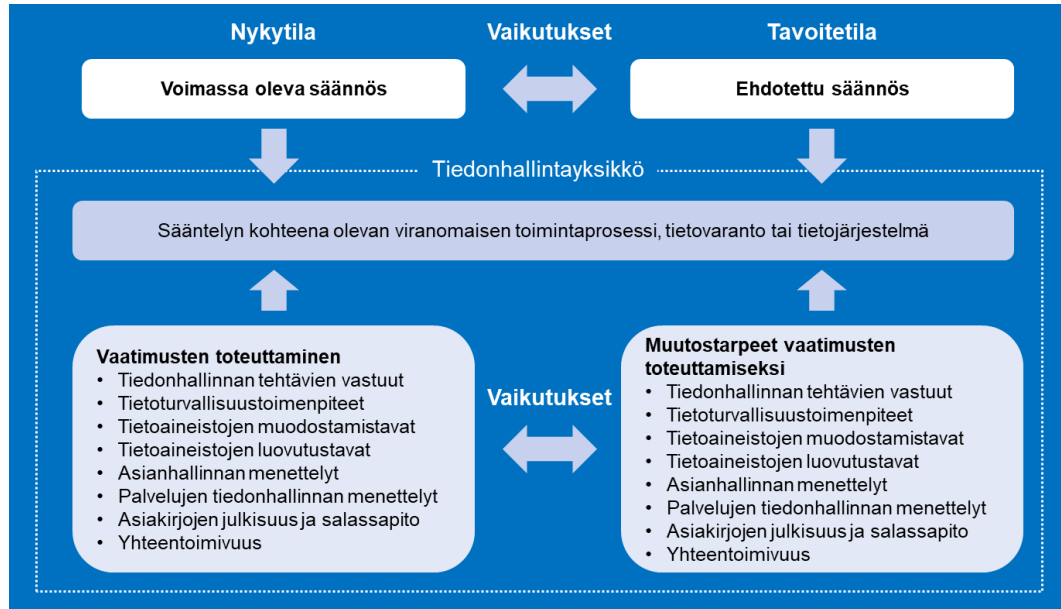 Nykytila
Vaikutukset
Tavoitetila
Voimassa oleva säännös
Ehdotettu säännös
Tiedonhallintayksikkö
Sääntelyn kohteena olevan viranomaisen toimintaprosessi, tietovaranto tai tietojärjestelmä
Vaatimusten toteuttaminen
• Tiedonhallinnan tehtävien vastuut
• Tietoturvallisuustoimenpiteet
• Tietoaineistojen muodostamistavat
• Tietoaineistojen luovutustavat
• Asianhallinnan menettelyt
• Palvelujen tiedonhallinnan menettelyt
• Asiakirjojen julkisuus ja salassapito
• Yhteentoimivuus
Vaikutukset
Muutostarpeet vaatimusten
toteuttamiseksi
• Tiedonhallinnan tehtävien vastuut
• Tietoturvallisuustoimenpiteet
• Tietoaineistojen muodostamistavat
• Tietoaineistojen luovutustavat
• Asianhallinnan menettelyt
• Palvelujen tiedonhallinnan menettelyt
• Asiakirjojen julkisuus ja salassapito
• Yhteentoimivuus